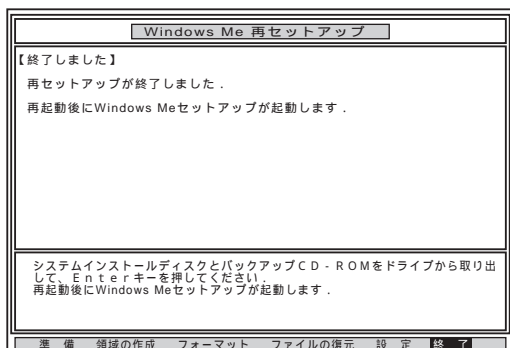 Windows Me 再セットアップ
【終了しました】
再セットアップが終了しました．
再起動後にWindows Meセットアップが起動します．
システムインストールディスクとバックアップＣＤ‐ＲＯＭをドライブから取り出
して、Ｅｎｔｅｒキーを押してください．
再起動後にWindows Meセットアップが起動します．
準　備　領域の作成　フォーマット　ファイルの復元　設　定　終　了